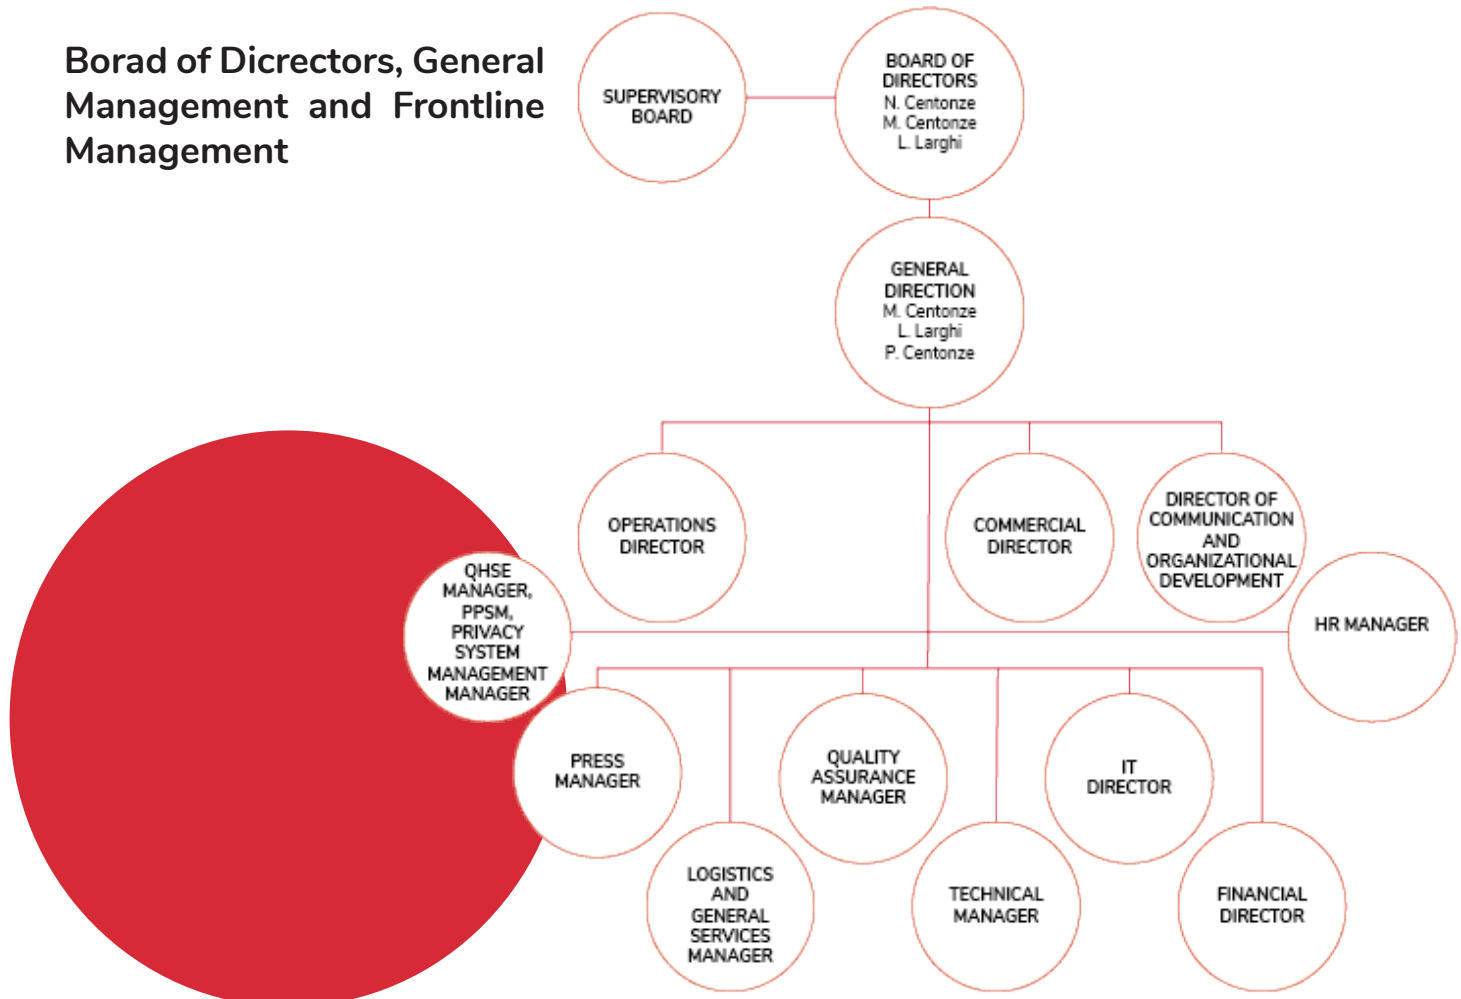 Borad of Dicrectors, General
Management and Frontline
Management
SUPERVISORY
BOARD
BOARD OF
DIRECTORS
N. Centonze
M. Centonze
L. Larghi
GENERAL
DIRECTION
M. Centonze
L. Larghi
P. Centonze
OPERATIONS
DIRECTOR
COMMERCIAL
DIRECTOR
DIRECTOR OF
COMMUNICATION
AND
ORGANIZATIONAL
DEVELOPMENT
QHSE
MANAGER,
PPSM,
PRIVACY
SYSTEM
MANAGEMENT
MANAGER
HR MANAGER
PRESS
MANAGER
LOGISTICS
AND
GENERAL
SERVICES
MANAGER
QUALITY
ASSURANCE
MANAGER
TECHNICAL
MANAGER
IT
DIRECTOR
FINANCIAL
DIRECTOR